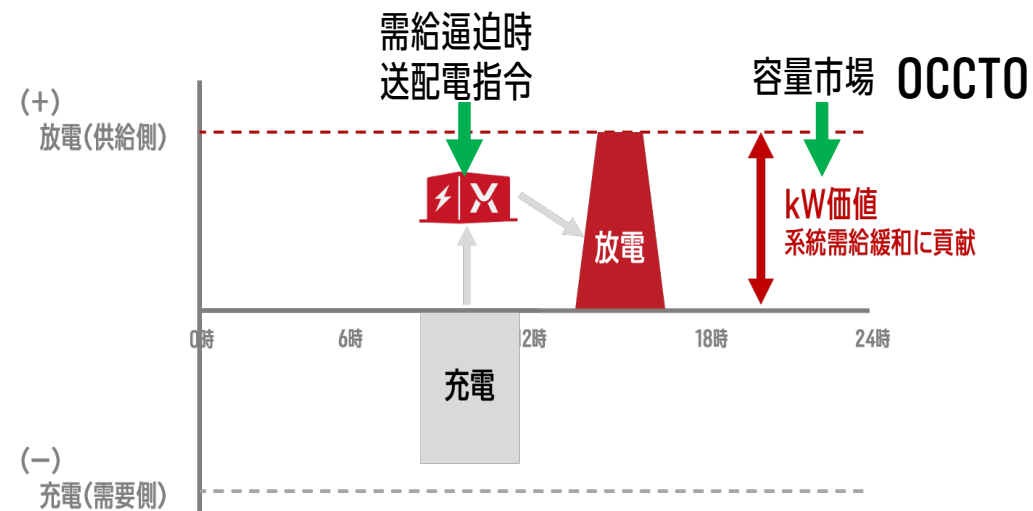 需給逼迫時
送配電指令
容量市場 OCCTO
(+)
放電(供給側)
kW価値
系統需給緩和に貢献
放電
0時
6時
12時
18時
24時
充電
(-)
充電(需要側)